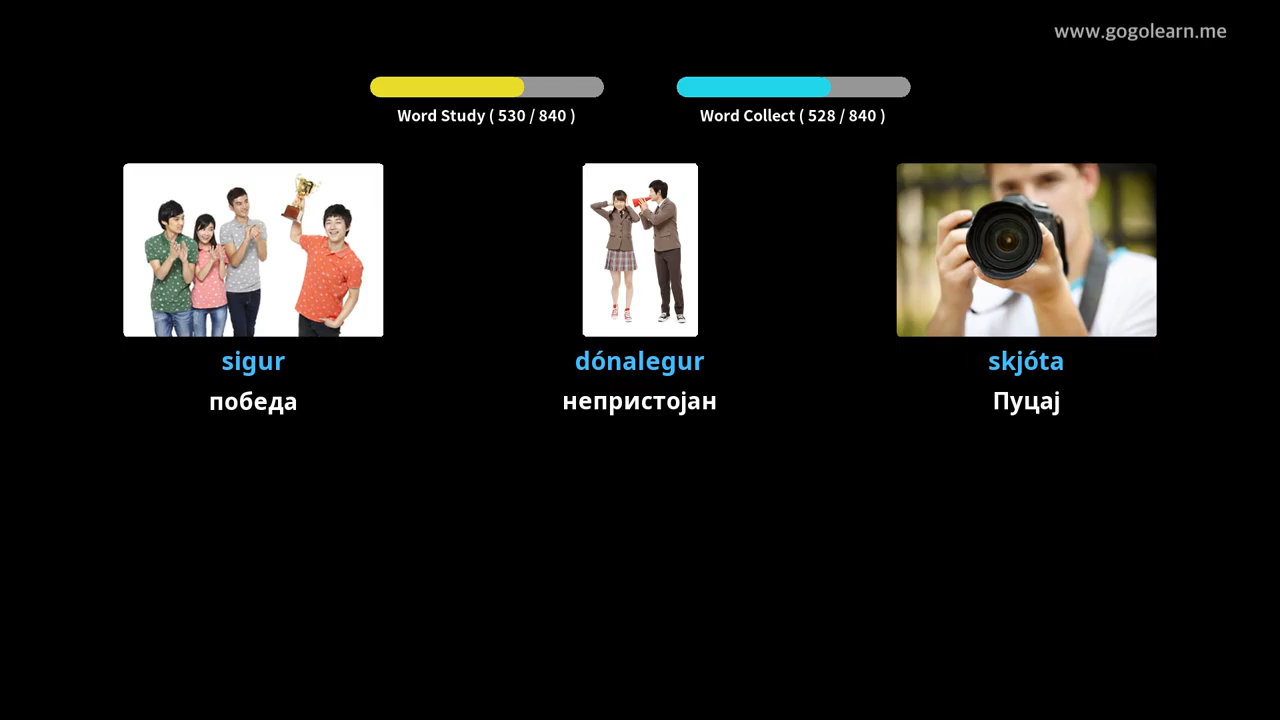 www.gogolearn.me
Word Study ( 530 / 840 )
Word Collect ( 528 / 840 )
sigur
dónalegur
skjóta
победа
непристојан
Пуцај